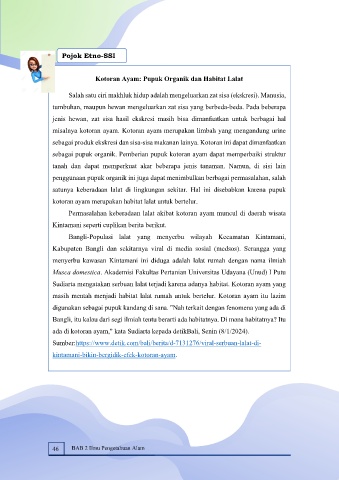 Pojok Etno-SSI
Kotoran Ayam: Pupuk Organik dan Habitat Lalat
Salah satu ciri makhluk hidup adalah mengeluarkan zat sisa (ekskresi). Manusia,
tumbuhan, maupun hewan mengeluarkan zat sisa yang berbeda-beda. Pada beberapa
jenis hewan, zat sisa hasil ekskresi masih bisa dimanfaatkan untuk berbagai hal
misalnya kotoran ayam. Kotoran ayam merupakan limbah yang mengandung urine
sebagai produk ekskresi dan sisa-sisa makanan lainya. Kotoran ini dapat dimanfaatkan
sebagai pupuk organik. Pemberian pupuk kotoran ayam dapat memperbaiki struktur
tanah dan dapat memperkuat akar beberapa jenis tanaman. Namun, di sisi lain
penggunaan pupuk organik ini juga dapat menimbulkan berbagai permasalahan, salah
satunya keberadaan lalat di lingkungan sekitar. Hal ini disebabkan karena pupuk
kotoran ayam merupakan habitat lalat untuk bertelur.
Permasalahan keberadaan lalat akibat kotoran ayam muncul di daerah wisata
Kintamani seperti cuplikan berita berikut.
Bangli-Populasi lalat yang menyerbu wilayah Kecamatan Kintamani,
Kabupaten Bangli dan sekitarnya viral di media sosial (medsos). Serangga yang
menyerbu kawasan Kintamani ini diduga adalah lalat rumah dengan nama ilmiah
Musca domestica. Akademisi Fakultas Pertanian Universitas Udayana (Unud) I Putu
Sudiarta mengatakan serbuan lalat terjadi karena adanya habitat. Kotoran ayam yang
masih mentah menjadi habitat lalat rumah untuk bertelur. Kotoran ayam itu lazim
digunakan sebagai pupuk kandang di sana. "Nah terkait dengan fenomena yang ada di
Bangli, itu kalau dari segi ilmiah tentu berarti ada habitatnya. Di mana habitatnya? Itu
ada di kotoran ayam," kata Sudiarta kepada detikBali, Senin (8/1/2024).
Sumber:https://www.detik.com/bali/berita/d-7131276/viral-serbuan-lalat-di-
kintamani-bikin-bergidik-efek-kotoran-ayam.
46 BAB 2 Ilmu Pengetahuan Alam